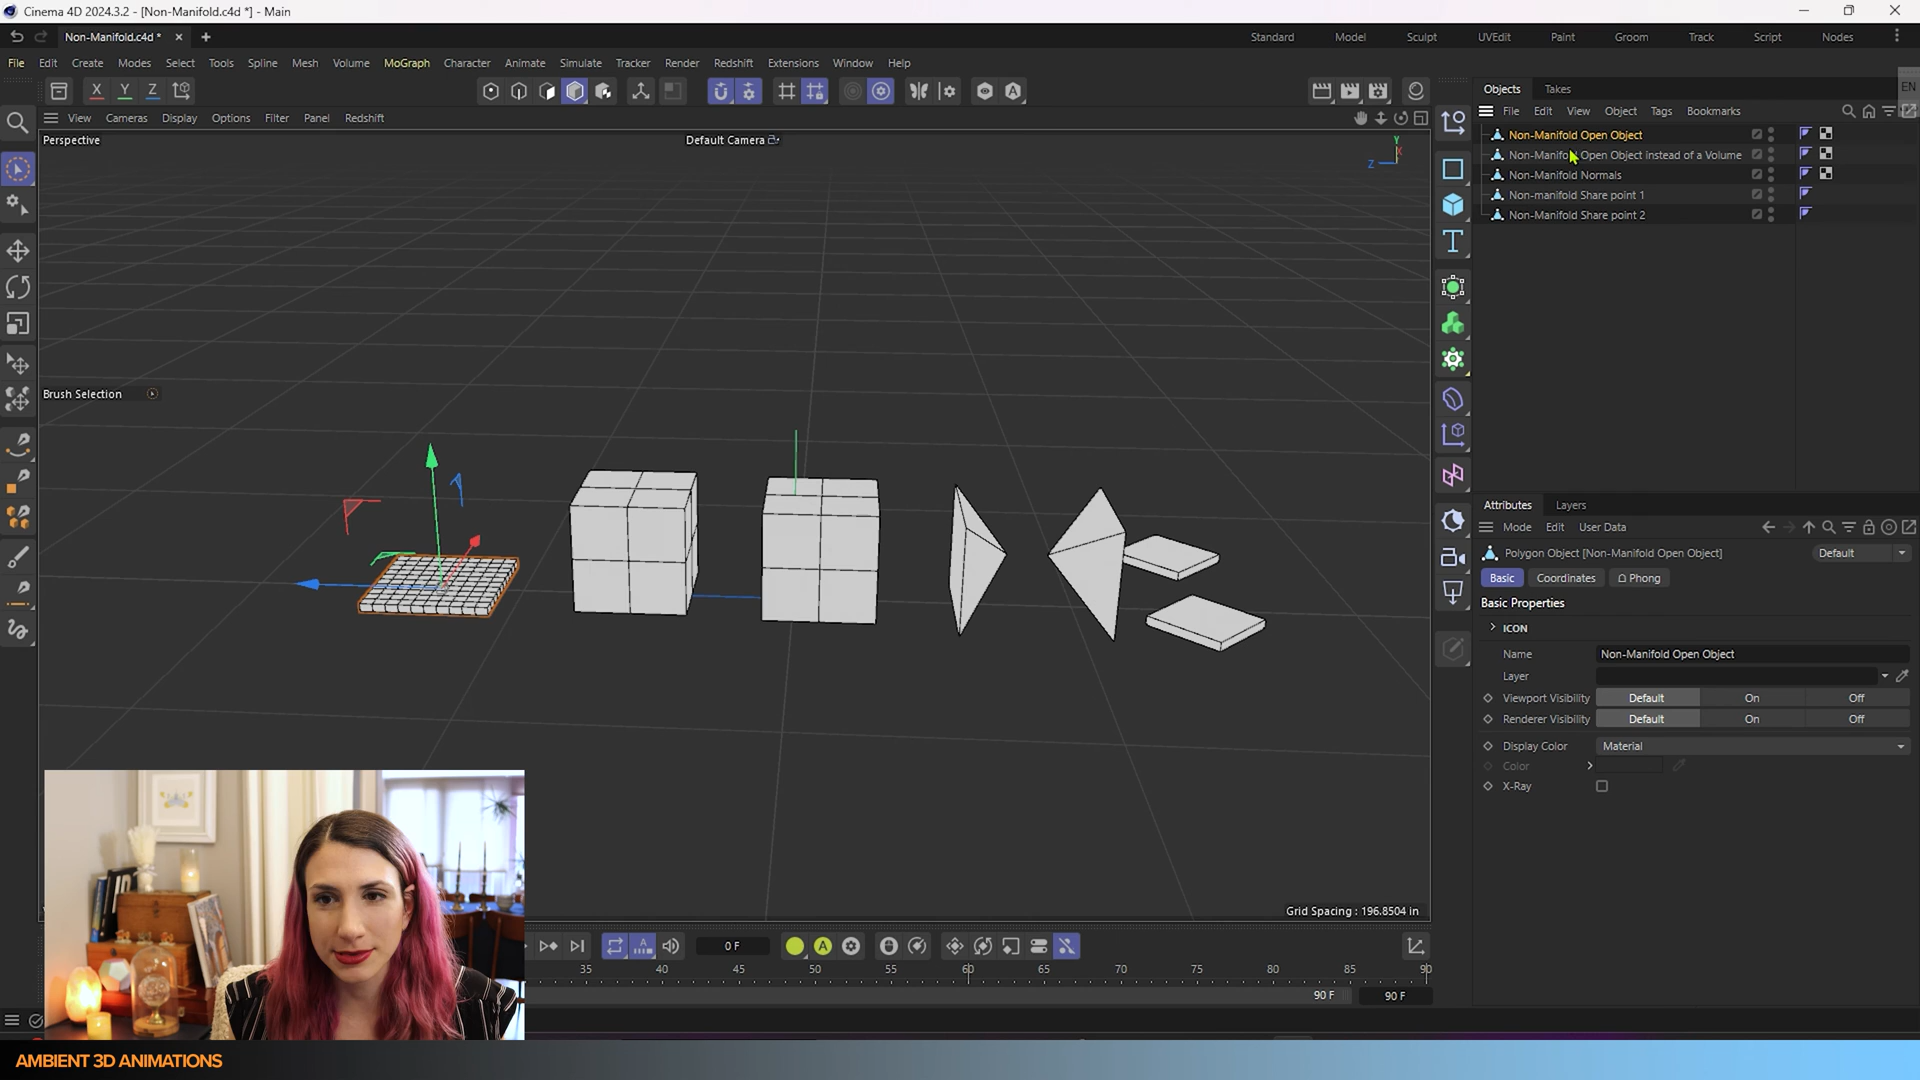 Cinema 4D 2024.3.2 - [Non-Manifold.c4d *] - Main
Non-Manifold.c4d *
Standard Model Sculpt UVEdit Paint Groom Track Script Nodes
File Edit Create Modes Select Tools Spline Mesh Volume MoGraph Character Animate Simulate Tracker Render Redshift Extensions Window Help
X Y Z
View Cameras Display Options Filter Panel Redshift
Perspective
Default Camera
Y
X
Z
Brush Selection
Grid Spacing : 196.8504 in
Objects Takes
EN
File Edit View Object Tags Bookmarks
Non-Manifold Open Object
Non-Manifold Open Object instead of a Volume
Non-Manifold Normals
Non-manifold Share point 1
Non-Manifold Share point 2
Attributes Layers
Mode Edit User Data
Polygon Object [Non-Manifold Open Object]
Default
Basic Coordinates Phong
Basic Properties
ICON
Name Non-Manifold Open Object
Layer
Viewport Visibility Default On Off
Renderer Visibility Default On Off
Display Color Material
Color
X-Ray
0 F
35 40 45 50 55 60 65 70 75 80 85 90
90 F 90 F
AMBIENT 3D ANIMATIONS